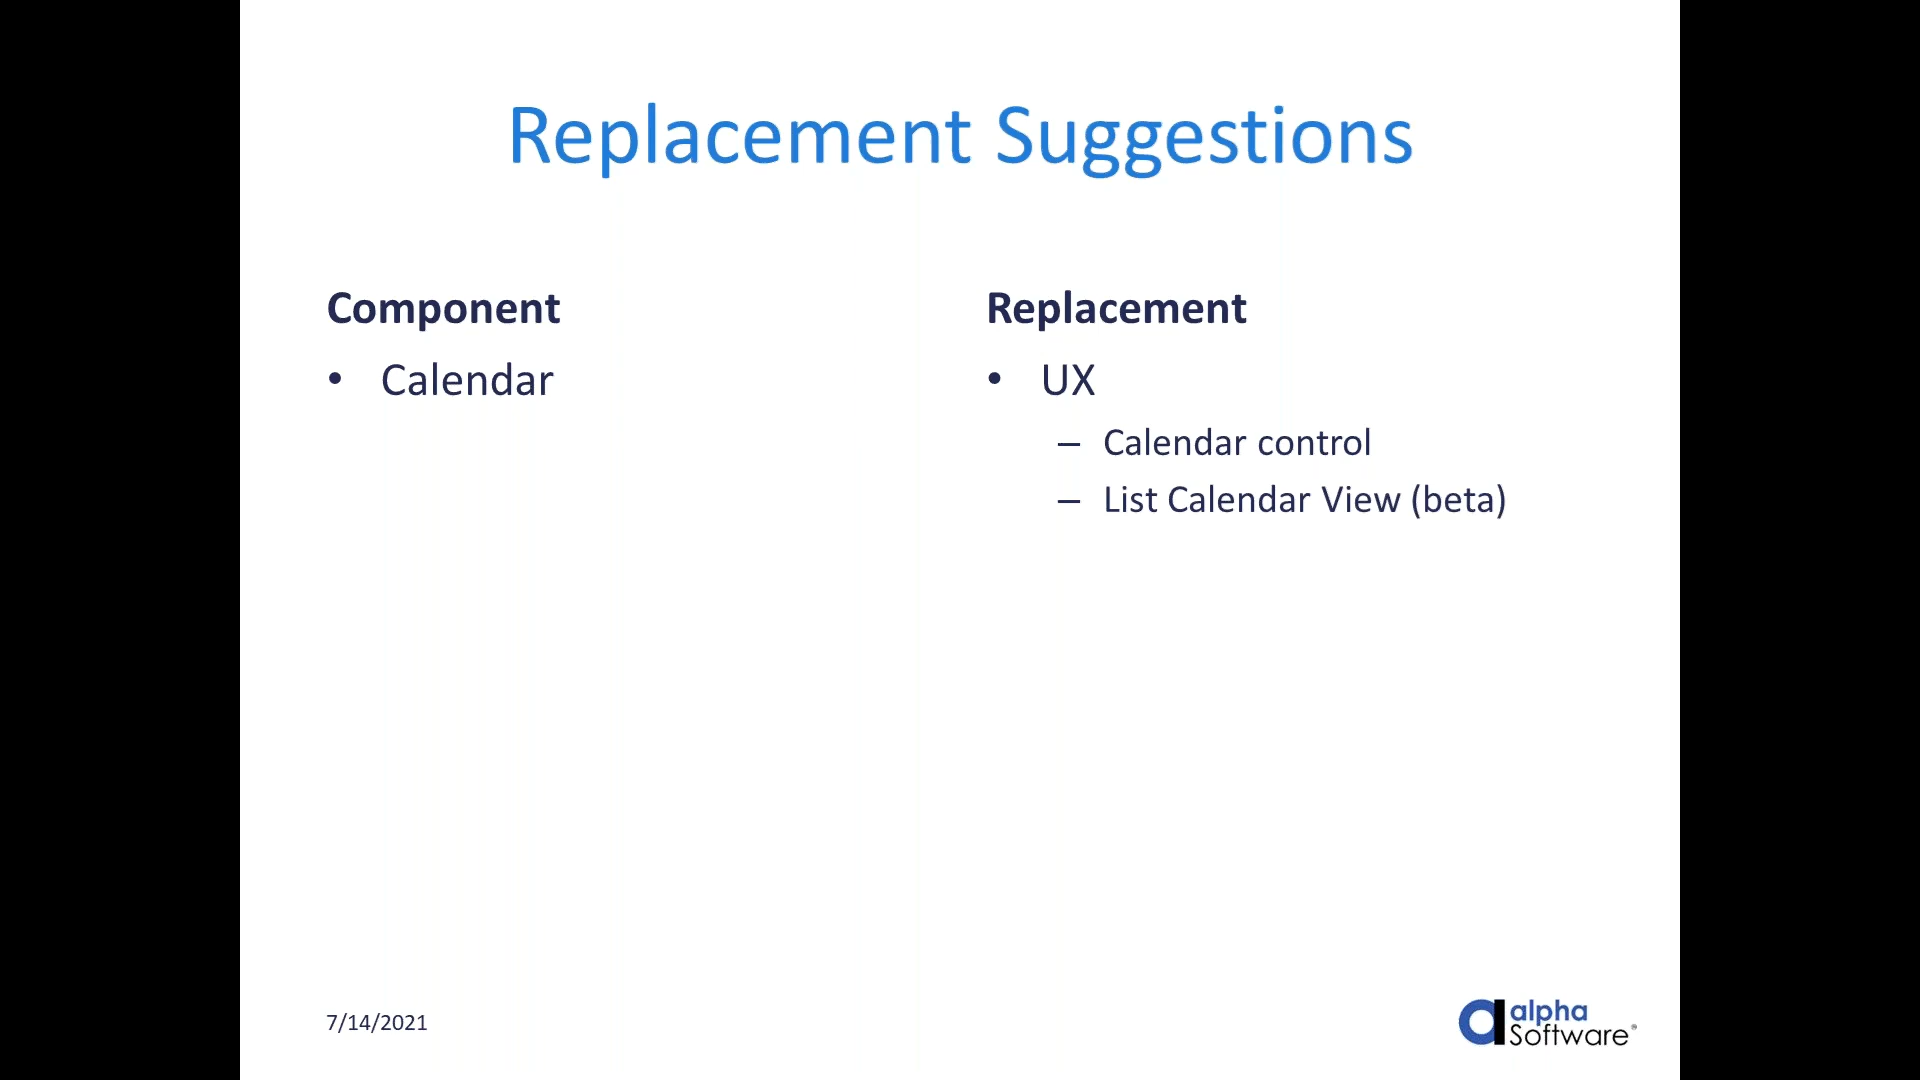 Replacement Suggestions
Component
• Calendar
Replacement
• UX
– Calendar control
– List Calendar View (beta)
7/14/2021
alpha
Software®